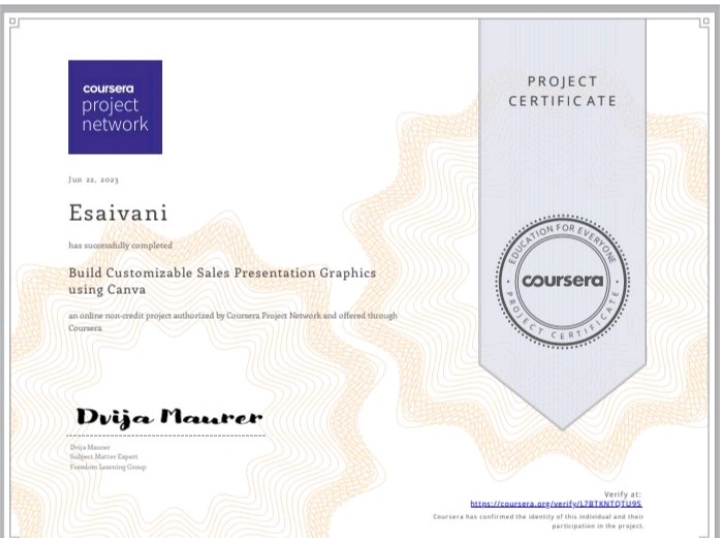 coursera
project
network
Jun 22, 2023
Esaivani
has successfully completed
Build Customizable Sales Presentation Graphics
using Canva
an online non-credit project authorized by Coursera Project Network and offered through
Coursera
Dvija Maurer
Dvija Maurer
Subject Matter Expert
Freedom Learning Group
PROJECT
CERTIFICATE
EDUCATION FOR EVERYONE
coursera
PROJECT CERTIFICATE
Verify at:
https://coursera.org/verify/L7BTKNTQTU9S
Coursera has confirmed the identity of this individual and their
participation in the project.